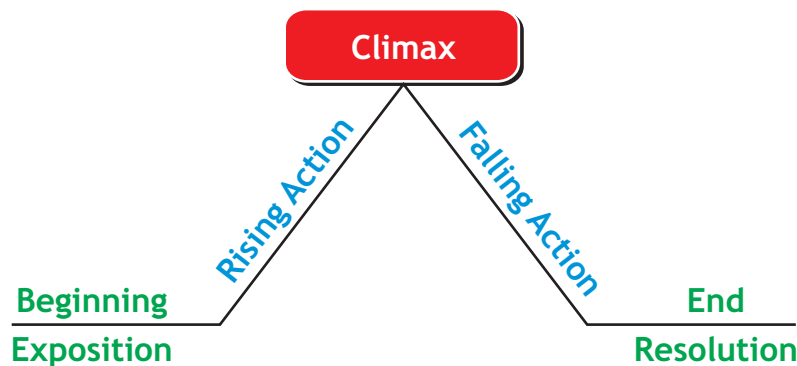 Climax
Rising Action
Falling Action
Beginning
Exposition
End
Resolution